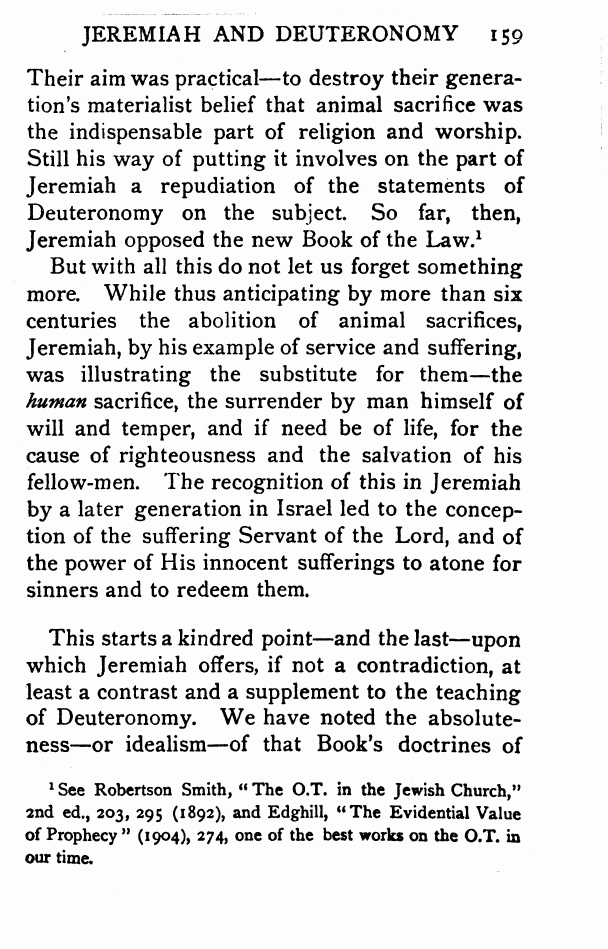 JEREMIAH AND DEUTERONOMY 159
Their aim was practical—to destroy their genera-
tion's materialist belief that animal sacrifice was
the indispensable part of religion and worship.
Still his way of putting it involves on the part of
Jeremiah a repudiation of the statements of
Deuteronomy on the subject. So far, then,
Jeremiah opposed the new Book of the Law.¹
But with all this do not let us forget something
more. While thus anticipating by more than six
centuries the abolition of animal sacrifices,
Jeremiah, by his example of service and suffering,
was illustrating the substitute for them—the
human sacrifice, the surrender by man himself of
will and temper, and if need be of life, for the
cause of righteousness and the salvation of his
fellow-men. The recognition of this in Jeremiah
by a later generation in Israel led to the concep-
tion of the suffering Servant of the Lord, and of
the power of His innocent sufferings to atone for
sinners and to redeem them.
This starts a kindred point—and the last—upon
which Jeremiah offers, if not a contradiction, at
least a contrast and a supplement to the teaching
of Deuteronomy. We have noted the absolute-
ness—or idealism—of that Book's doctrines of
¹ See Robertson Smith, "The O.T. in the Jewish Church,"
2nd ed., 203, 295 (1892), and Edghill, "The Evidential Value
of Prophecy" (1904), 274, one of the best works on the O.T. in
our time.